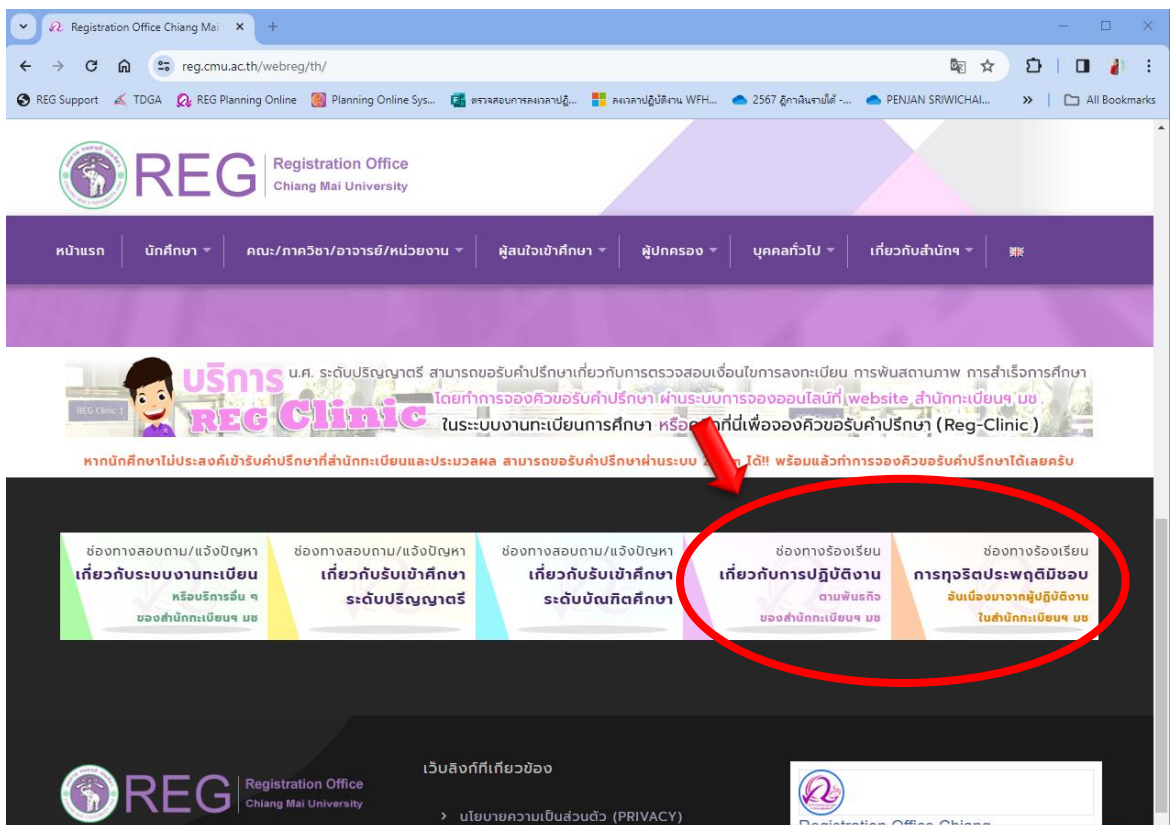 Registration Office Chiang Mai
reg.cmu.ac.th/webreg/th/
REG Support TDGA REG Planning Online Planning Online Sys... ตรวจสอบการลงเวลาปฏิ... ลงเวลาปฏิบัติงาน WFH... 2567 ฎีกาเงินรายได้ -... PENJAN SRIWICHAI... All Bookmarks
REG
Registration Office
Chiang Mai University
หน้าแรก นักศึกษา คณะ/ภาควิชา/อาจารย์/หน่วยงาน ผู้สนใจเข้าศึกษา ผู้ปกครอง บุคคลทั่วไป เกี่ยวกับสำนักฯ
บริการ
REG Clinic
REG Clinic
น.ศ. ระดับปริญญาตรี สามารถขอรับคำปรึกษาเกี่ยวกับการตรวจสอบเงื่อนไขการลงทะเบียน การพ้นสถานภาพ การสำเร็จการศึกษา
โดยทำการจองคิวขอรับคำปรึกษา ผ่านระบบการจองออนไลน์ที่ website สำนักทะเบียนฯ มช.
ในระบบงานทะเบียนการศึกษา หรือ ที่นี่เพื่อจองคิวขอรับคำปรึกษา (Reg-Clinic)
หากนักศึกษาไม่ประสงค์เข้ารับคำปรึกษาที่สำนักทะเบียนและประมวลผล สามารถขอรับคำปรึกษาผ่านระบบ ได้!! พร้อมแล้วทำการจองคิวขอรับคำปรึกษาได้เลยครับ
ช่องทางสอบถาม/แจ้งปัญหา
เกี่ยวกับระบบงานทะเบียน
หรือบริการอื่น ๆ
ของสำนักทะเบียนฯ มช
ช่องทางสอบถาม/แจ้งปัญหา
เกี่ยวกับรับเข้าศึกษา
ระดับปริญญาตรี
ช่องทางสอบถาม/แจ้งปัญหา
เกี่ยวกับรับเข้าศึกษา
ระดับบัณฑิตศึกษา
ช่องทางร้องเรียน
เกี่ยวกับการปฏิบัติงาน
ตามพันธกิจ
ของสำนักทะเบียนฯ มช
ช่องทางร้องเรียน
การทุจริตประพฤติมิชอบ
อันเนื่องมาจากผู้ปฏิบัติงาน
ในสำนักทะเบียนฯ มช
REG
Registration Office
Chiang Mai University
เว็บลิงก์ที่เกี่ยวข้อง
นโยบายความเป็นส่วนตัว (PRIVACY)
Registration Office Chiang